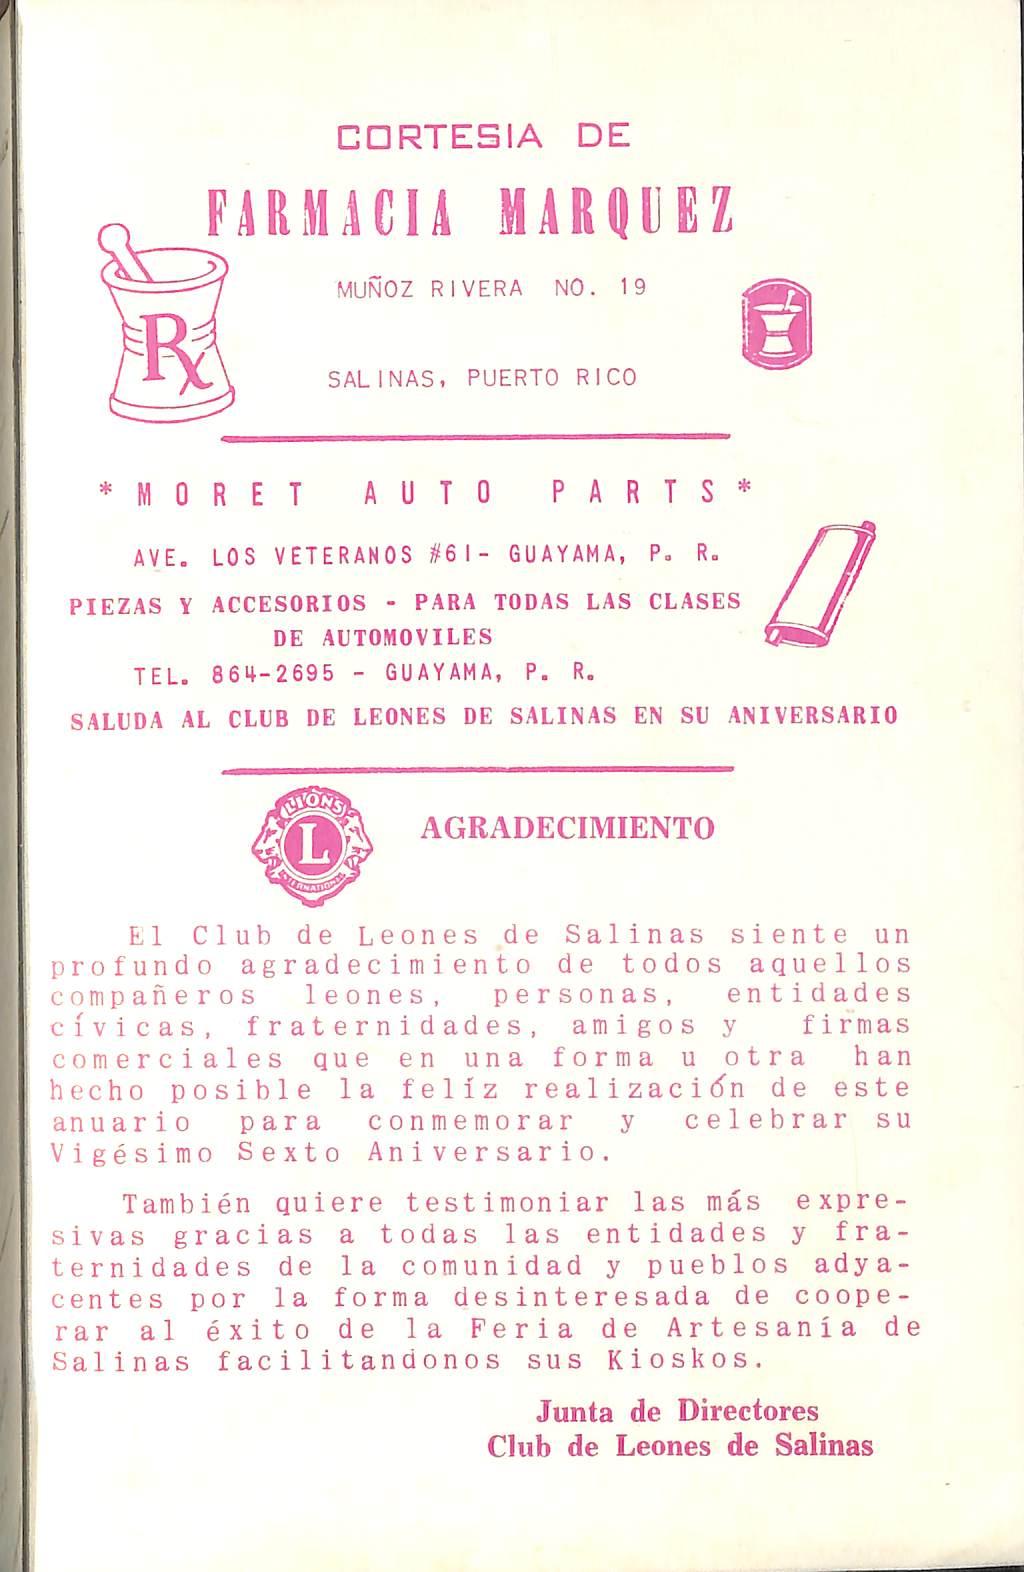 CORTESIA DE
FARMACIA MARQUEZ
MUÑOZ RIVERA NO. 19
Rx
SALINAS, PUERTO RICO
* MORET AUTO PARTS *
AVE. LOS VETERANOS #61- GUAYAMA, P. R.
PIEZAS Y ACCESORIOS - PARA TODAS LAS CLASES
DE AUTOMOVILES
TEL. 864-2695 - GUAYAMA, P. R.
SALUDA AL CLUB DE LEONES DE SALINAS EN SU ANIVERSARIO
LIONS
L
INTERNATIONAL
AGRADECIMIENTO
El Club de Leones de Salinas siente un
profundo agradecimiento de todos aquellos
compañeros leones, personas, entidades
cívicas, fraternidades, amigos y firmas
comerciales que en una forma u otra han
hecho posible la felíz realización de este
anuario para conmemorar y celebrar su
Vigésimo Sexto Aniversario.
También quiere testimoniar las más expre-
sivas gracias a todas las entidades y fra-
ternidades de la comunidad y pueblos adya-
centes por la forma desinteresada de coope-
rar al éxito de la Feria de Artesanía de
Salinas facilitandonos sus Kioskos.
Junta de Directores
Club de Leones de Salinas